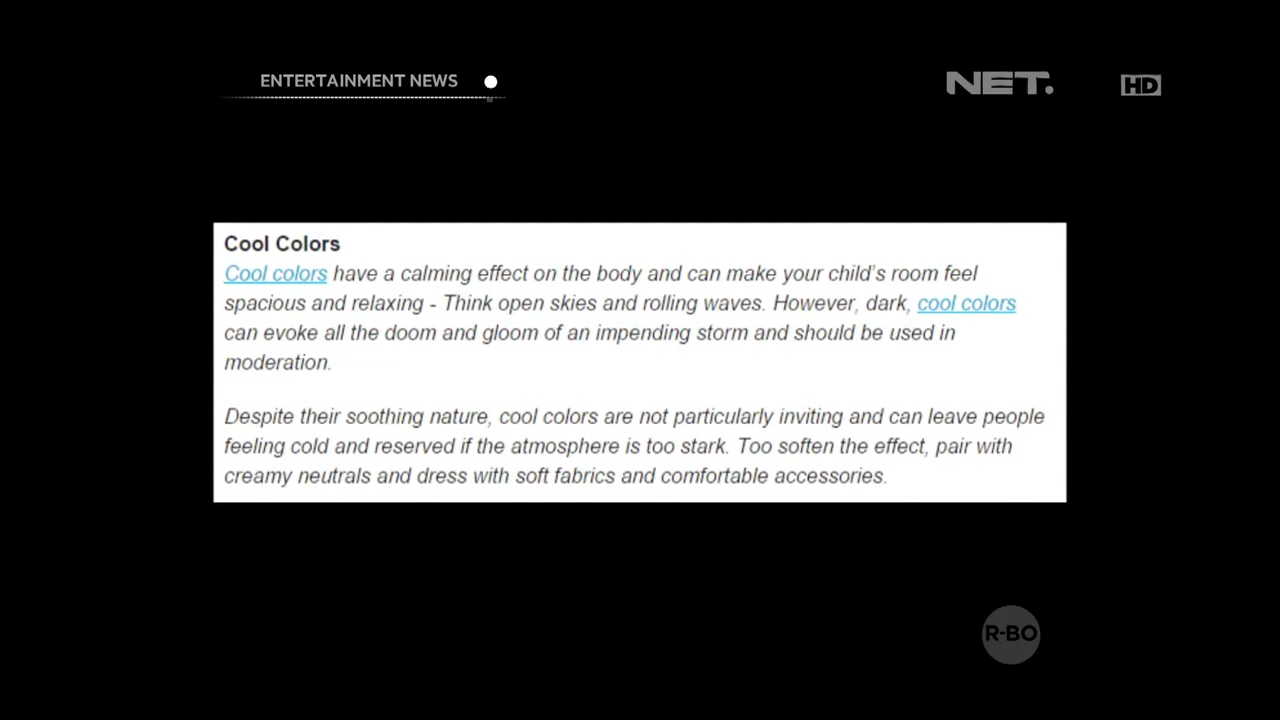 ENTERTAINMENT NEWS
NET.
HD
Cool Colors
Cool colors have a calming effect on the body and can make your child's room feel
spacious and relaxing - Think open skies and rolling waves. However, dark, cool colors
can evoke all the doom and gloom of an impending storm and should be used in
moderation.
Despite their soothing nature, cool colors are not particularly inviting and can leave people
feeling cold and reserved if the atmosphere is too stark. Too soften the effect, pair with
creamy neutrals and dress with soft fabrics and comfortable accessories.
R-BO